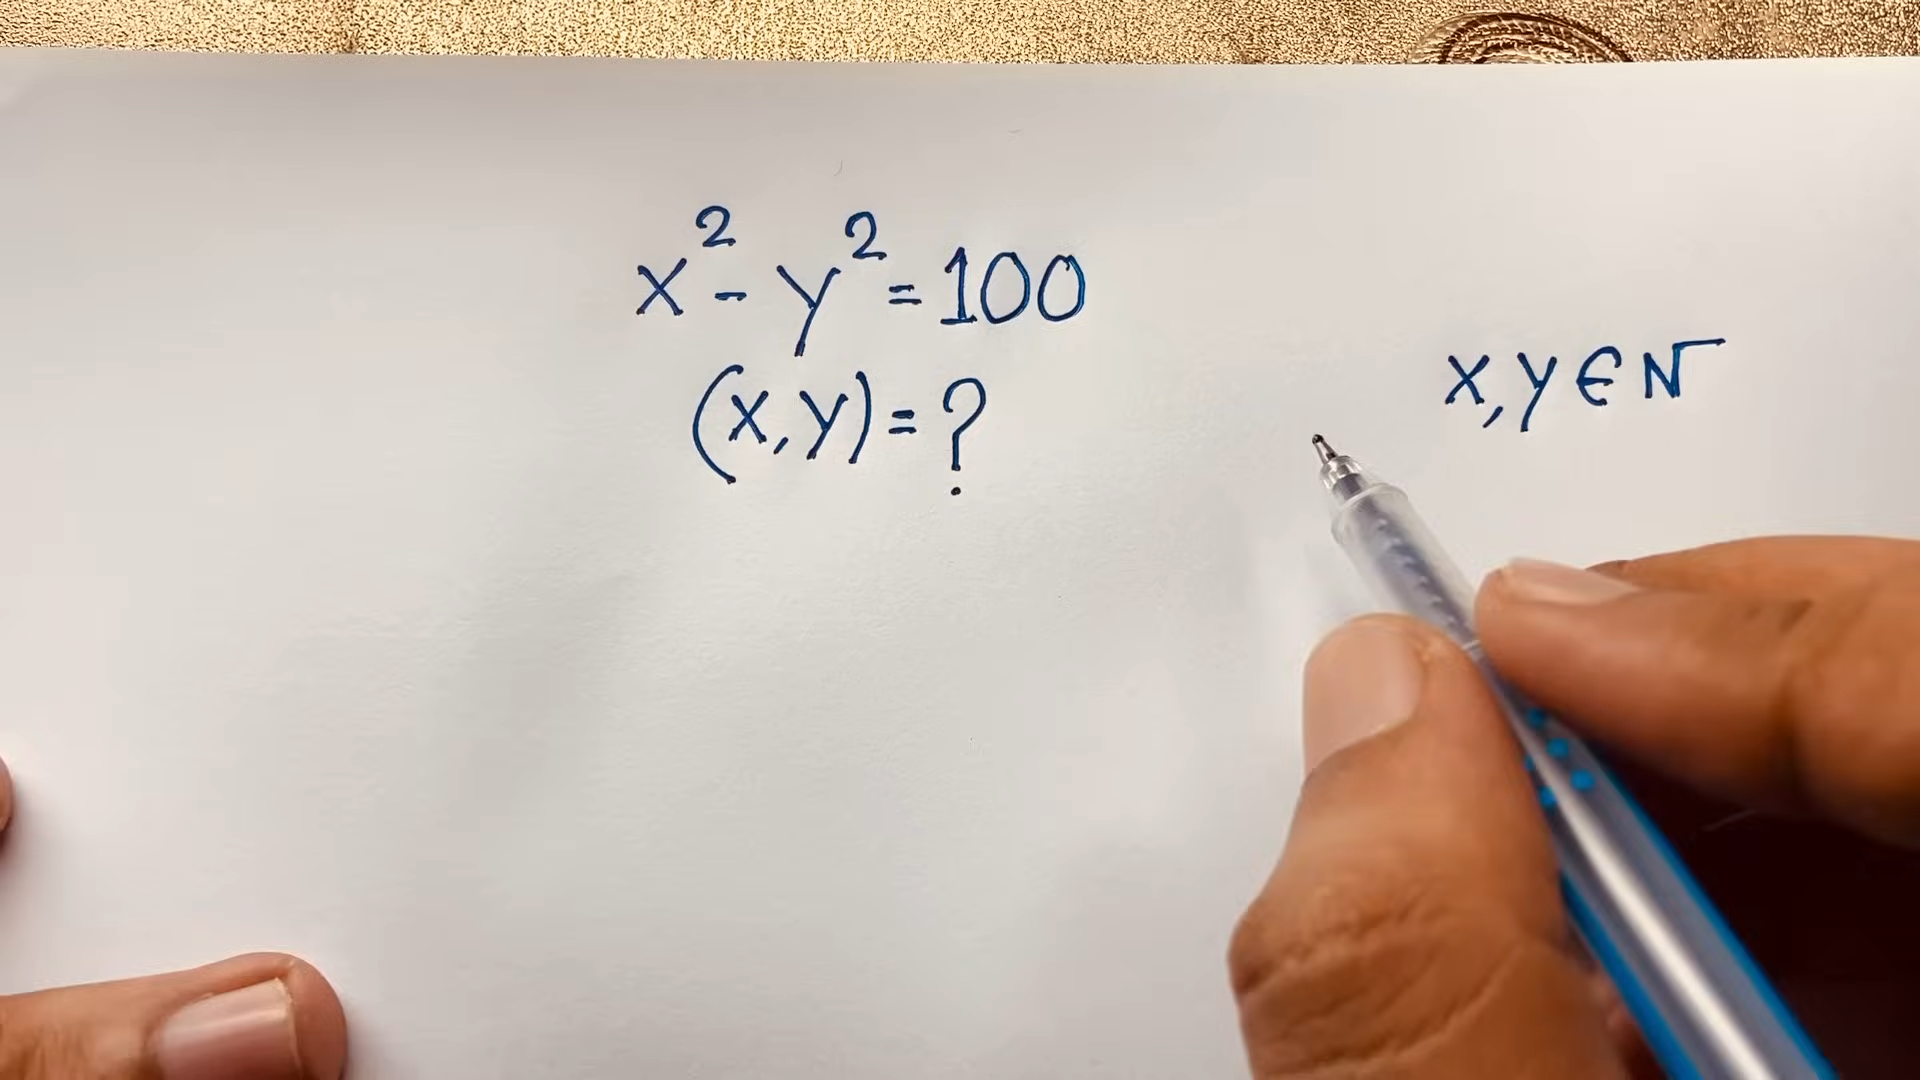 x² - y² = 100
(x, y) = ?
x, y ∈ N